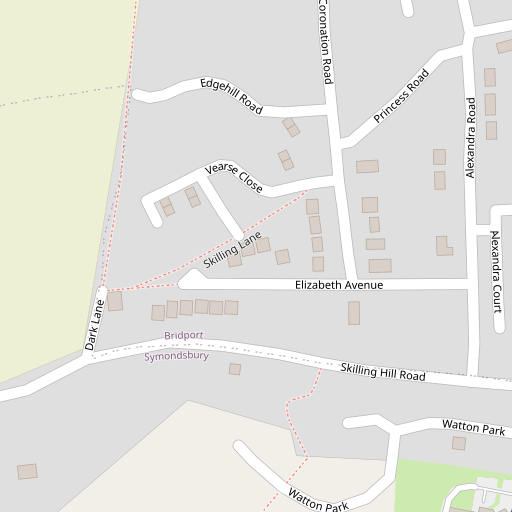 Coronation Road
Edgehill Road
Princess Road
Alexandra Road
Vearse Close
Skilling Lane
Alexandra Court
Elizabeth Avenue
Dark Lane
Bridport
Symondsbury
Skilling Hill Road
Watton Park
Watton Park